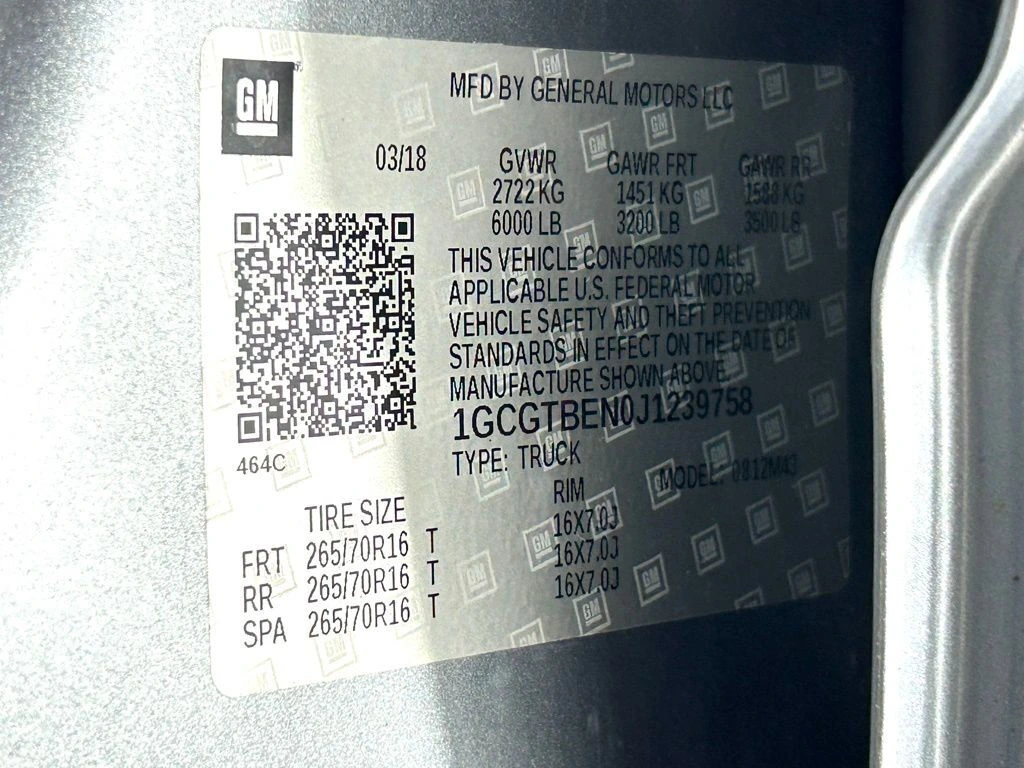 GM
MFD BY GENERAL MOTORS LLC
03/18 GVWR GAWR FRT GAWR RR
2722 KG 1451 KG 1588 KG
6000 LB 3200 LB 3500 LB
THIS VEHICLE CONFORMS TO ALL
APPLICABLE U.S. FEDERAL MOTOR
VEHICLE SAFETY AND THEFT PREVENTION
STANDARDS IN EFFECT ON THE DATE OF
MANUFACTURE SHOWN ABOVE.
1GCGTBEN0J1239758
464C
TYPE: TRUCK MODEL:
TIRE SIZE RIM
FRT 265/70R16 T 16X7.0J
RR 265/70R16 T 16X7.0J
SPA 265/70R16 T 16X7.0J